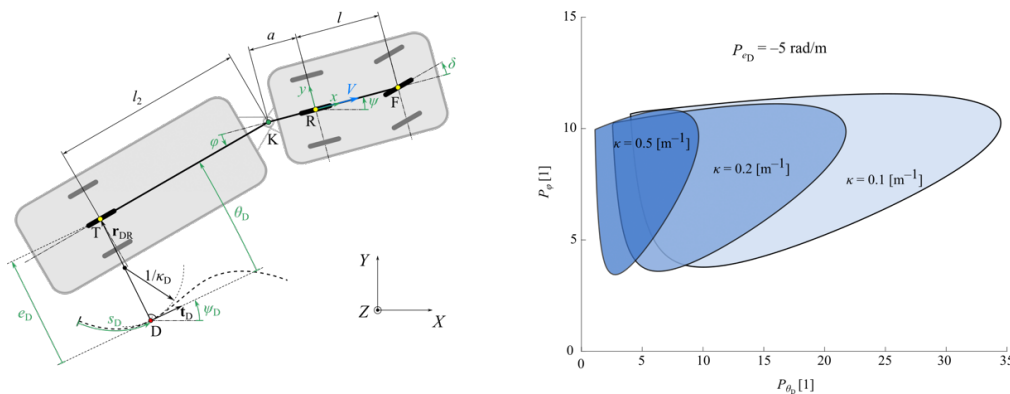 l
a
l₂
δ
y
x
V
ψ
F
R
K
φ
θ_D
T
r_DR
1/κ_D
e_D
s_D
t_D
ψ_D
D
Y
Z
X
15
10
5
0
P_φ [1]
P_{e_D} = –5 rad/m
κ = 0.5 [m⁻¹]
κ = 0.2 [m⁻¹]
κ = 0.1 [m⁻¹]
0
5
10
15
20
25
30
35
P_{θ_D} [1]